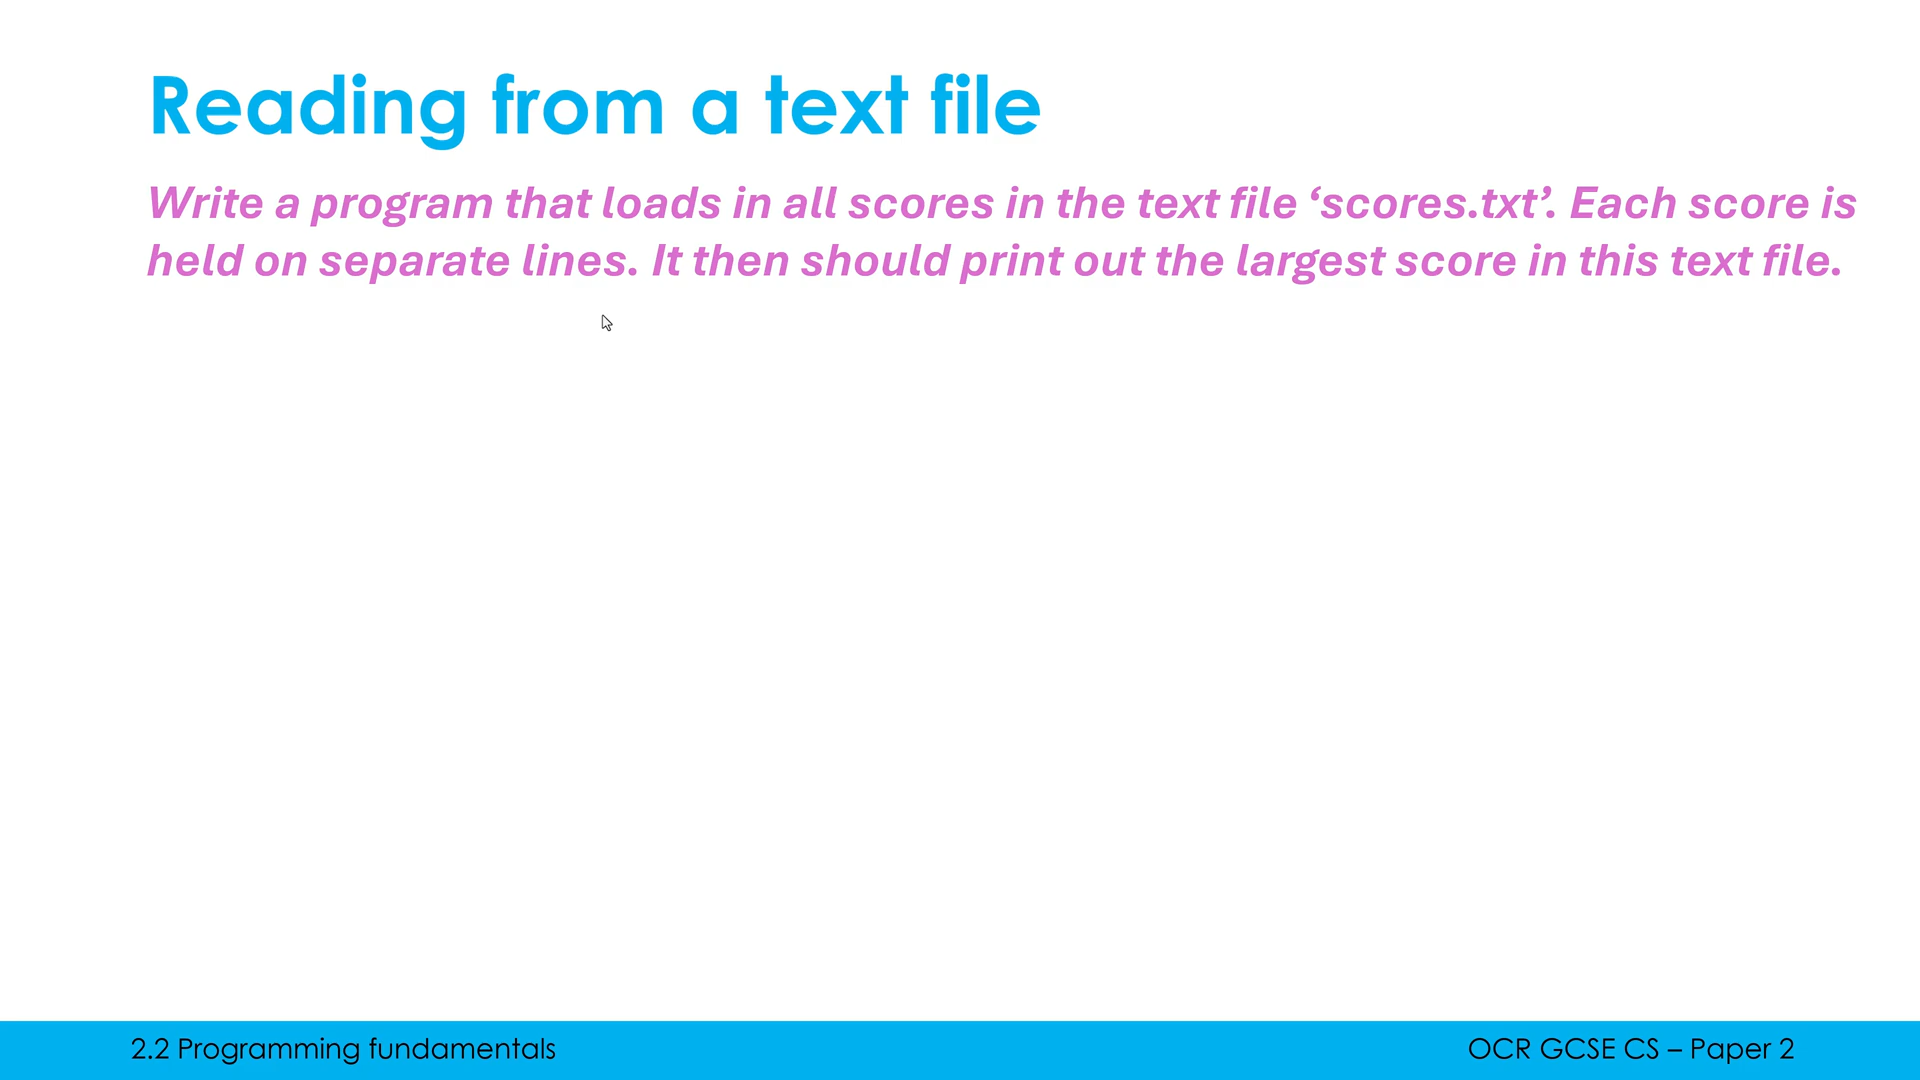 Reading from a text file
Write a program that loads in all scores in the text file ‘scores.txt’. Each score is
held on separate lines. It then should print out the largest score in this text file.
2.2 Programming fundamentals
OCR GCSE CS – Paper 2